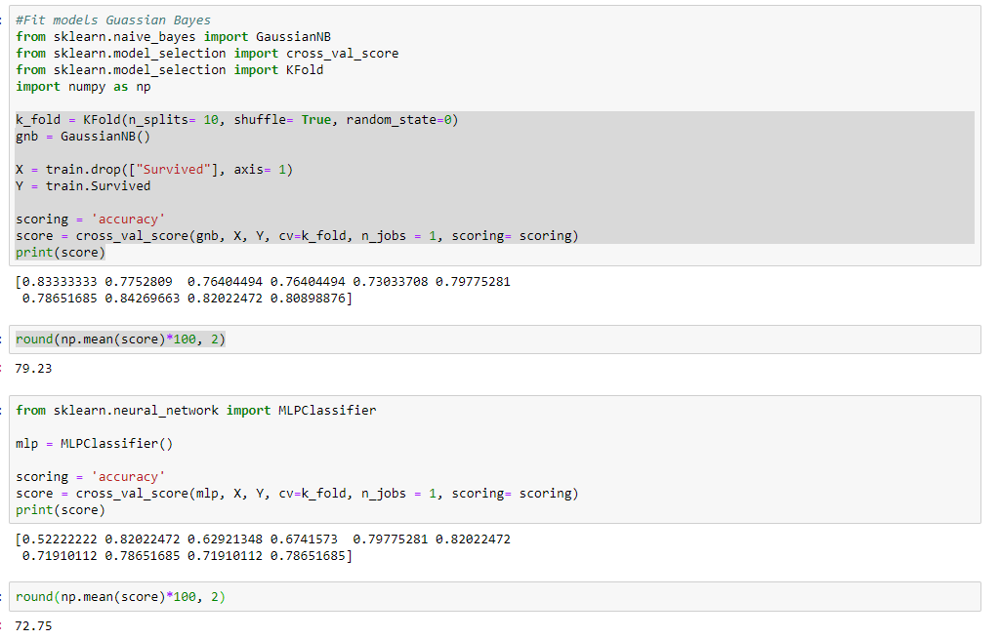 #Fit models Guassian Bayes
from sklearn.naive_bayes import GaussianNB
from sklearn.model_selection import cross_val_score
from sklearn.model_selection import KFold
import numpy as np
k_fold = KFold(n_splits= 10, shuffle= True, random_state=0)
gnb = GaussianNB()
X = train.drop(["Survived"], axis= 1)
Y = train.Survived
scoring = 'accuracy'
score = cross_val_score(gnb, X, Y, cv=k_fold, n_jobs = 1, scoring= scoring)
print(score)
[0.83333333 0.7752809  0.76404494 0.76404494 0.73033708 0.79775281
 0.78651685 0.84269663 0.82022472 0.80898876]
round(np.mean(score)*100, 2)
79.23
from sklearn.neural_network import MLPClassifier
mlp = MLPClassifier()
scoring = 'accuracy'
score = cross_val_score(mlp, X, Y, cv=k_fold, n_jobs = 1, scoring= scoring)
print(score)
[0.52222222 0.82022472 0.62921348 0.6741573  0.79775281 0.82022472
 0.71910112 0.78651685 0.71910112 0.78651685]
round(np.mean(score)*100, 2)
72.75